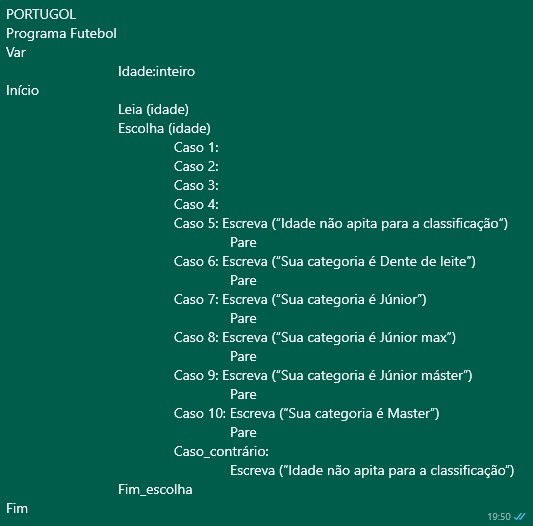 PORTUGOL
Programa Futebol
Var
Idade:inteiro
Início
Leia (idade)
Escolha (idade)
Caso 1:
Caso 2:
Caso 3:
Caso 4:
Caso 5: Escreva (“Idade não apita para a classificação“)
Pare
Caso 6: Escreva (“Sua categoria é Dente de leite”)
Pare
Caso 7: Escreva (“Sua categoria é Júnior”)
Pare
Caso 8: Escreva (“Sua categoria é Júnior max”)
Pare
Caso 9: Escreva (“Sua categoria é Júnior máster”)
Pare
Caso 10: Escreva (“Sua categoria é Master”)
Pare
Caso_contrário:
Escreva (“Idade não apita para a classificação”)
Fim_escolha
Fim
19:50